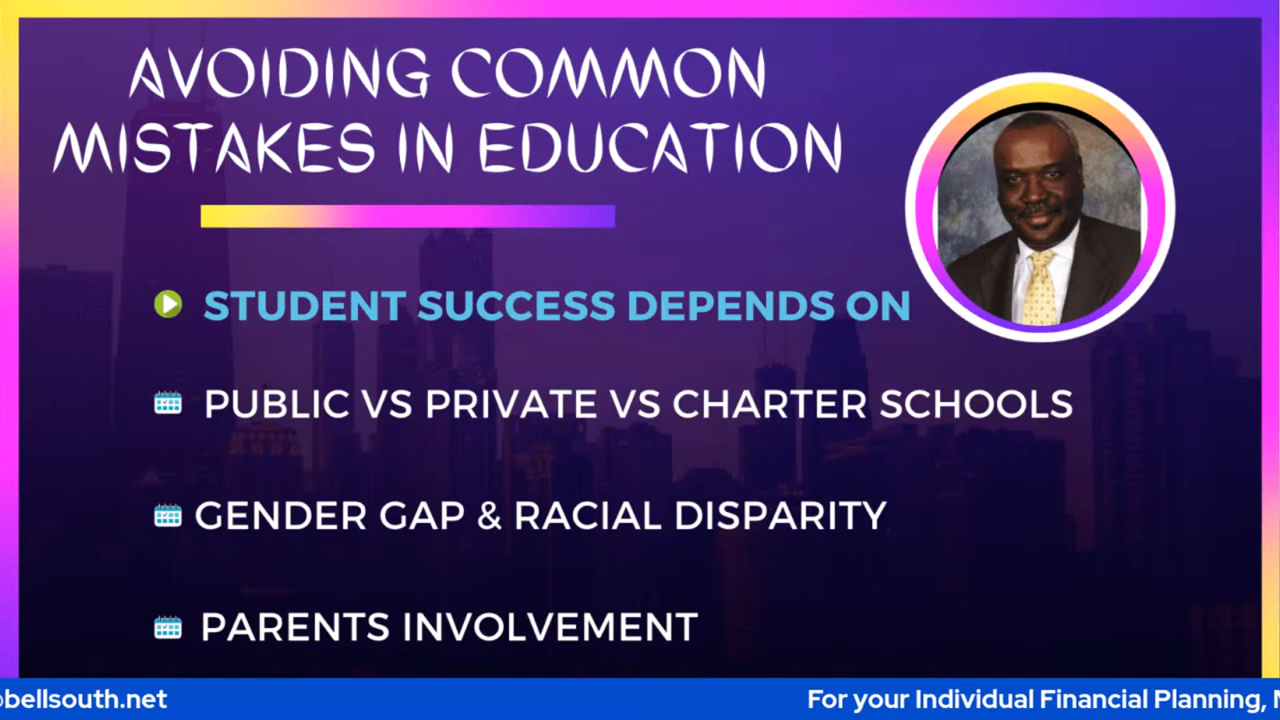 AVOIDING COMMON
MISTAKES IN EDUCATION
STUDENT SUCCESS DEPENDS ON
PUBLIC VS PRIVATE VS CHARTER SCHOOLS
GENDER GAP & RACIAL DISPARITY
PARENTS INVOLVEMENT
bellsouth.net For your Individual Financial Planning,